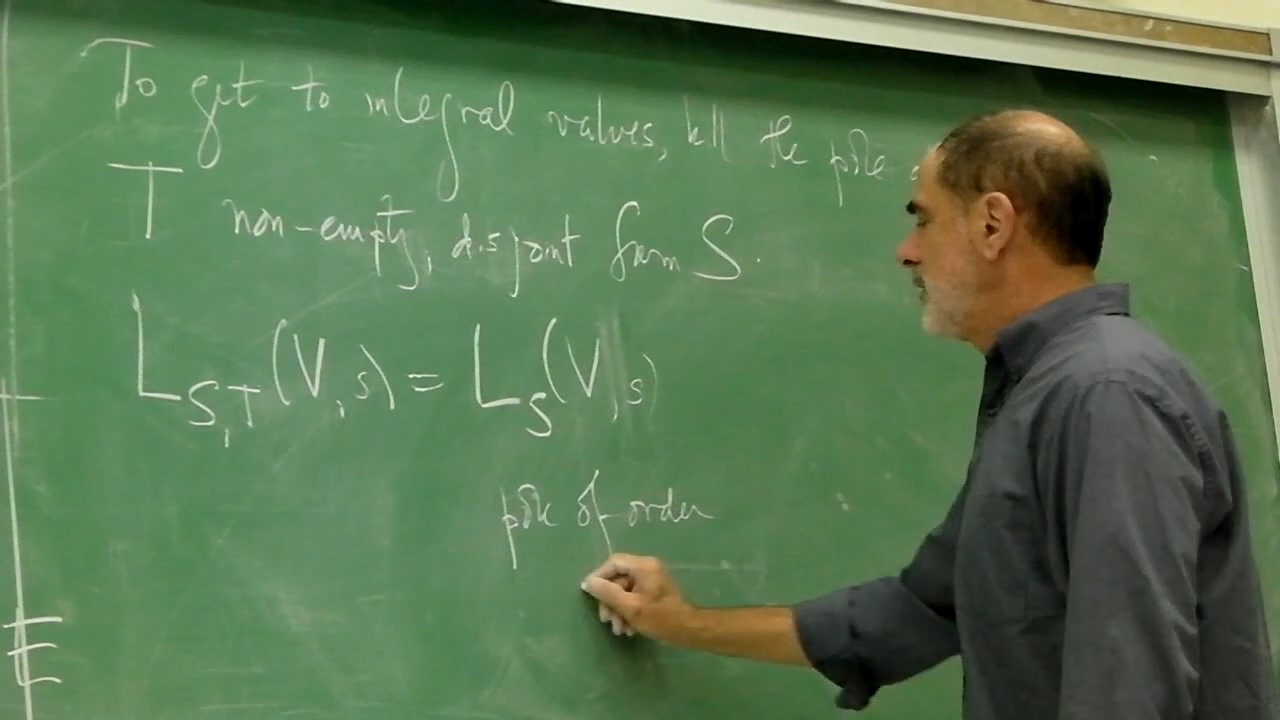 To get to integral values, kill the pole
T non-empty, disjoint from S.
L_{S,T}(V,s) = L_S(V,s)
pole of order
E